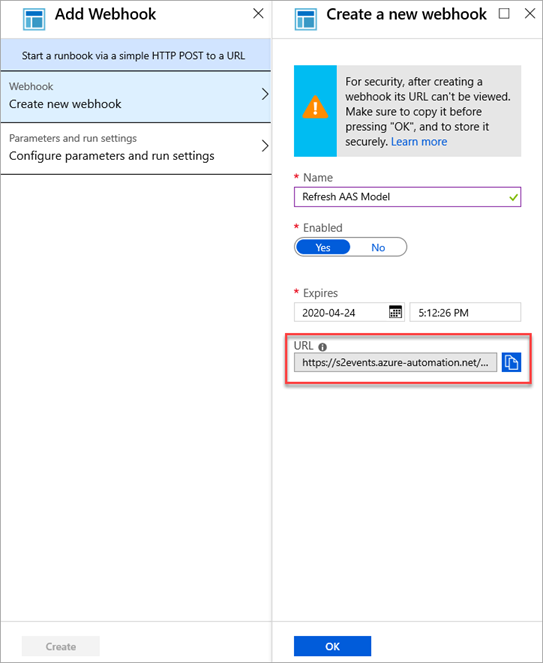 Add Webhook
Start a runbook via a simple HTTP POST to a URL
Webhook
Create new webhook
Parameters and run settings
Configure parameters and run settings
Create
Create a new webhook
For security, after creating a
webhook its URL can't be viewed.
Make sure to copy it before
pressing "OK", and to store it
securely. Learn more
* Name
Refresh AAS Model
* Enabled
Yes No
* Expires
2020-04-24 5:12:26 PM
URL
https://s2events.azure-automation.net/...
OK